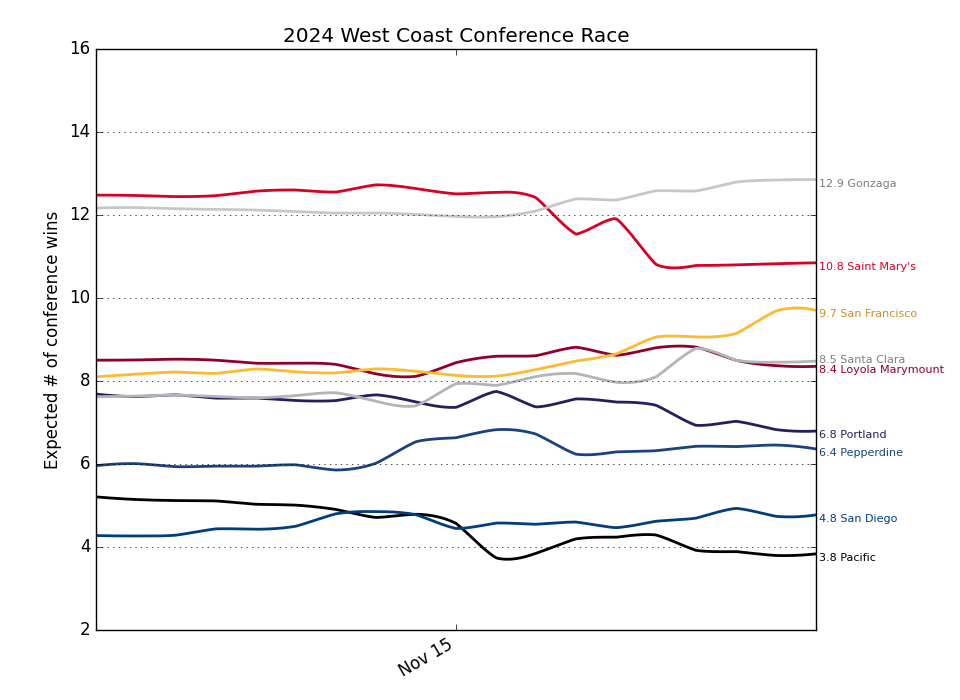 2024 West Coast Conference Race
Expected # of conference wins
16
14
12
10
8
6
4
2
Nov 15
12.9 Gonzaga
10.8 Saint Mary's
9.7 San Francisco
8.5 Santa Clara
8.4 Loyola Marymount
6.8 Portland
6.4 Pepperdine
4.8 San Diego
3.8 Pacific